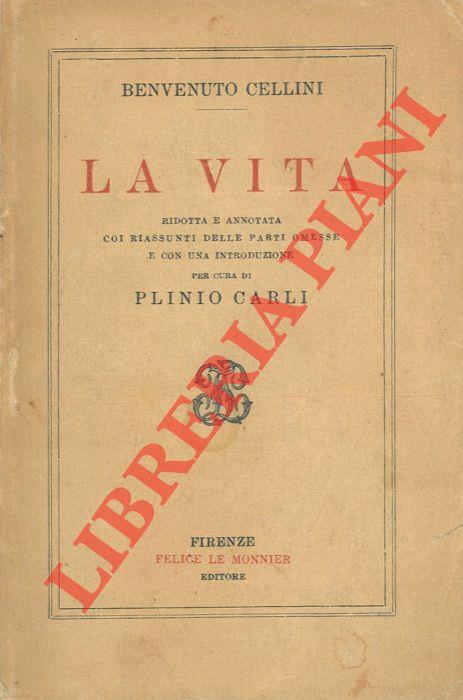 BENVENUTO CELLINI
LA VITA
RIDOTTA E ANNOTATA
COI RIASSUNTI DELLE PARTI OMESSE
E CON UNA INTRODUZIONE
PER CURA DI
PLINIO CARLI
FIRENZE
FELICE LE MONNIER
EDITORE
LIBRERIA PIANI